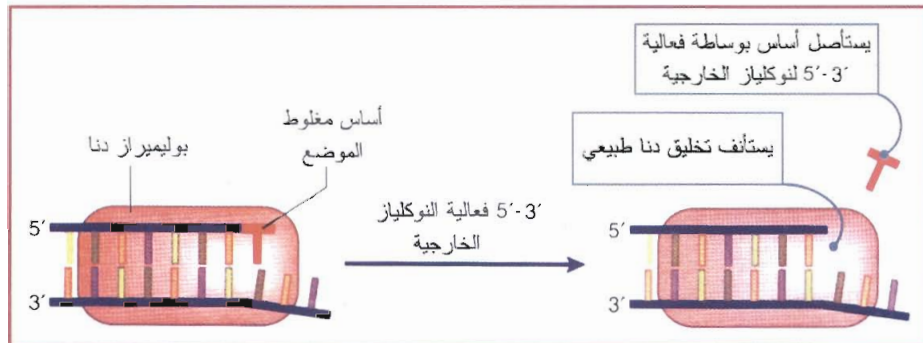 يستأصل أساس بوساطة فعالية
5′-3′ لنوكلياز الخارجية
أساس مغلوط
الموضع
بوليميراز دنا
يستأنف تخليق دنا طبيعي
5′
3′
5′-3′ فعالية النوكلياز
الخارجية
5′
3′